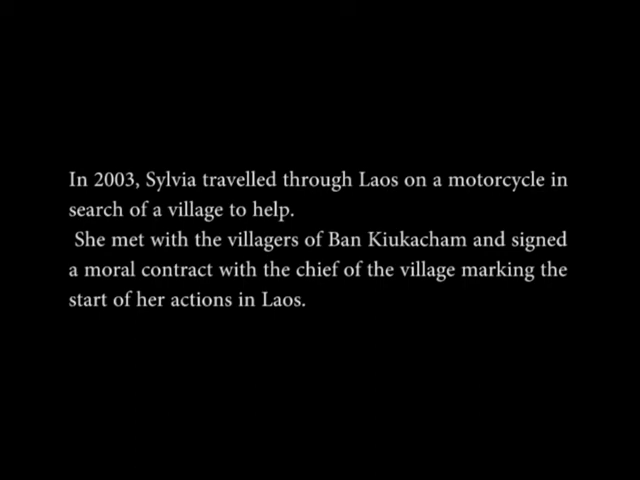 In 2003, Sylvia travelled through Laos on a motorcycle in
search of a village to help.
She met with the villagers of Ban Kiukacham and signed
a moral contract with the chief of the village marking the
start of her actions in Laos.